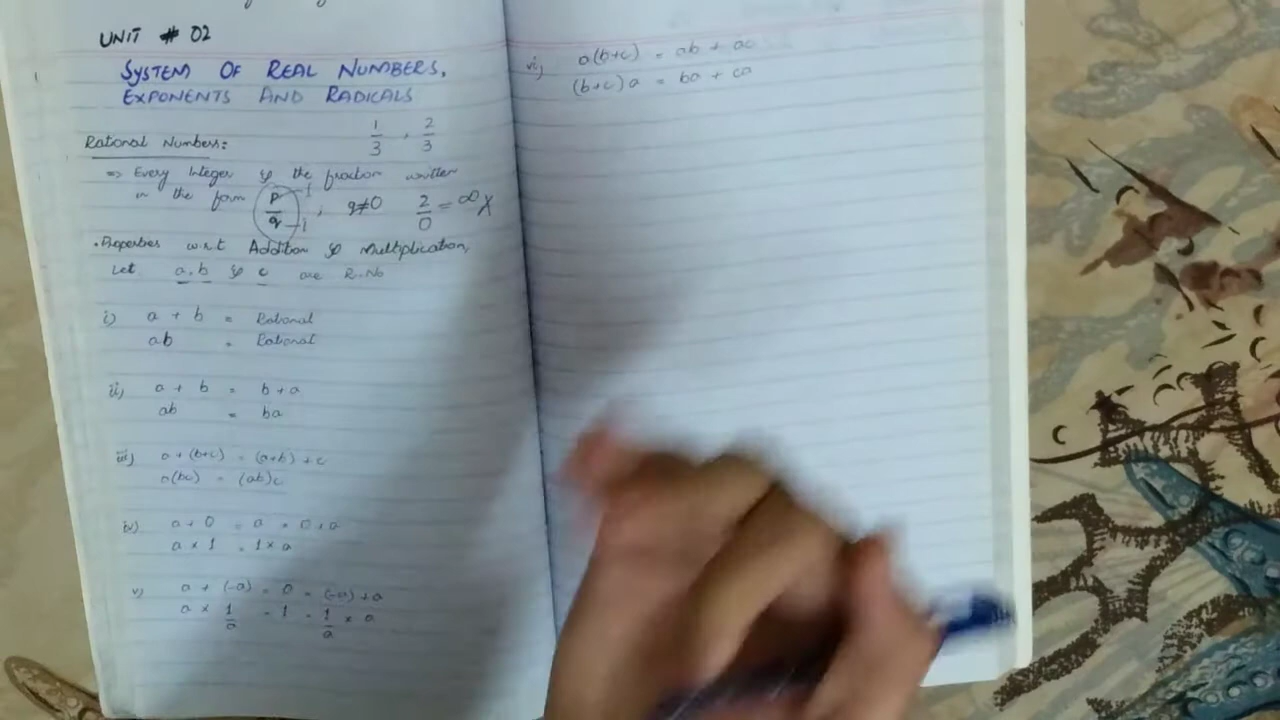 UNIT # 02
SYSTEM OF REAL NUMBERS,
EXPONENTS AND RADICALS
Rational Numbers:
1/3 , 2/3
=> Every Integer & the fraction written
in the form p/q ; q≠0 2/0 = ∞ X
.Properties w.r.t Addition & Multiplication,
Let a,b & c are R.No
i) a + b = Rational
ab = Rational
ii) a + b = b + a
ab = ba
iii) a + (b+c) = (a+b) + c
a(bc) = (ab)c
iv) a + 0 = a = 0 + a
a × 1 = 1 × a
v) a + (-a) = 0 = (-a) + a
a × 1/a = 1 = 1/a × a
vi) a(b+c) = ab + ac
(b+c)a = ba + ca